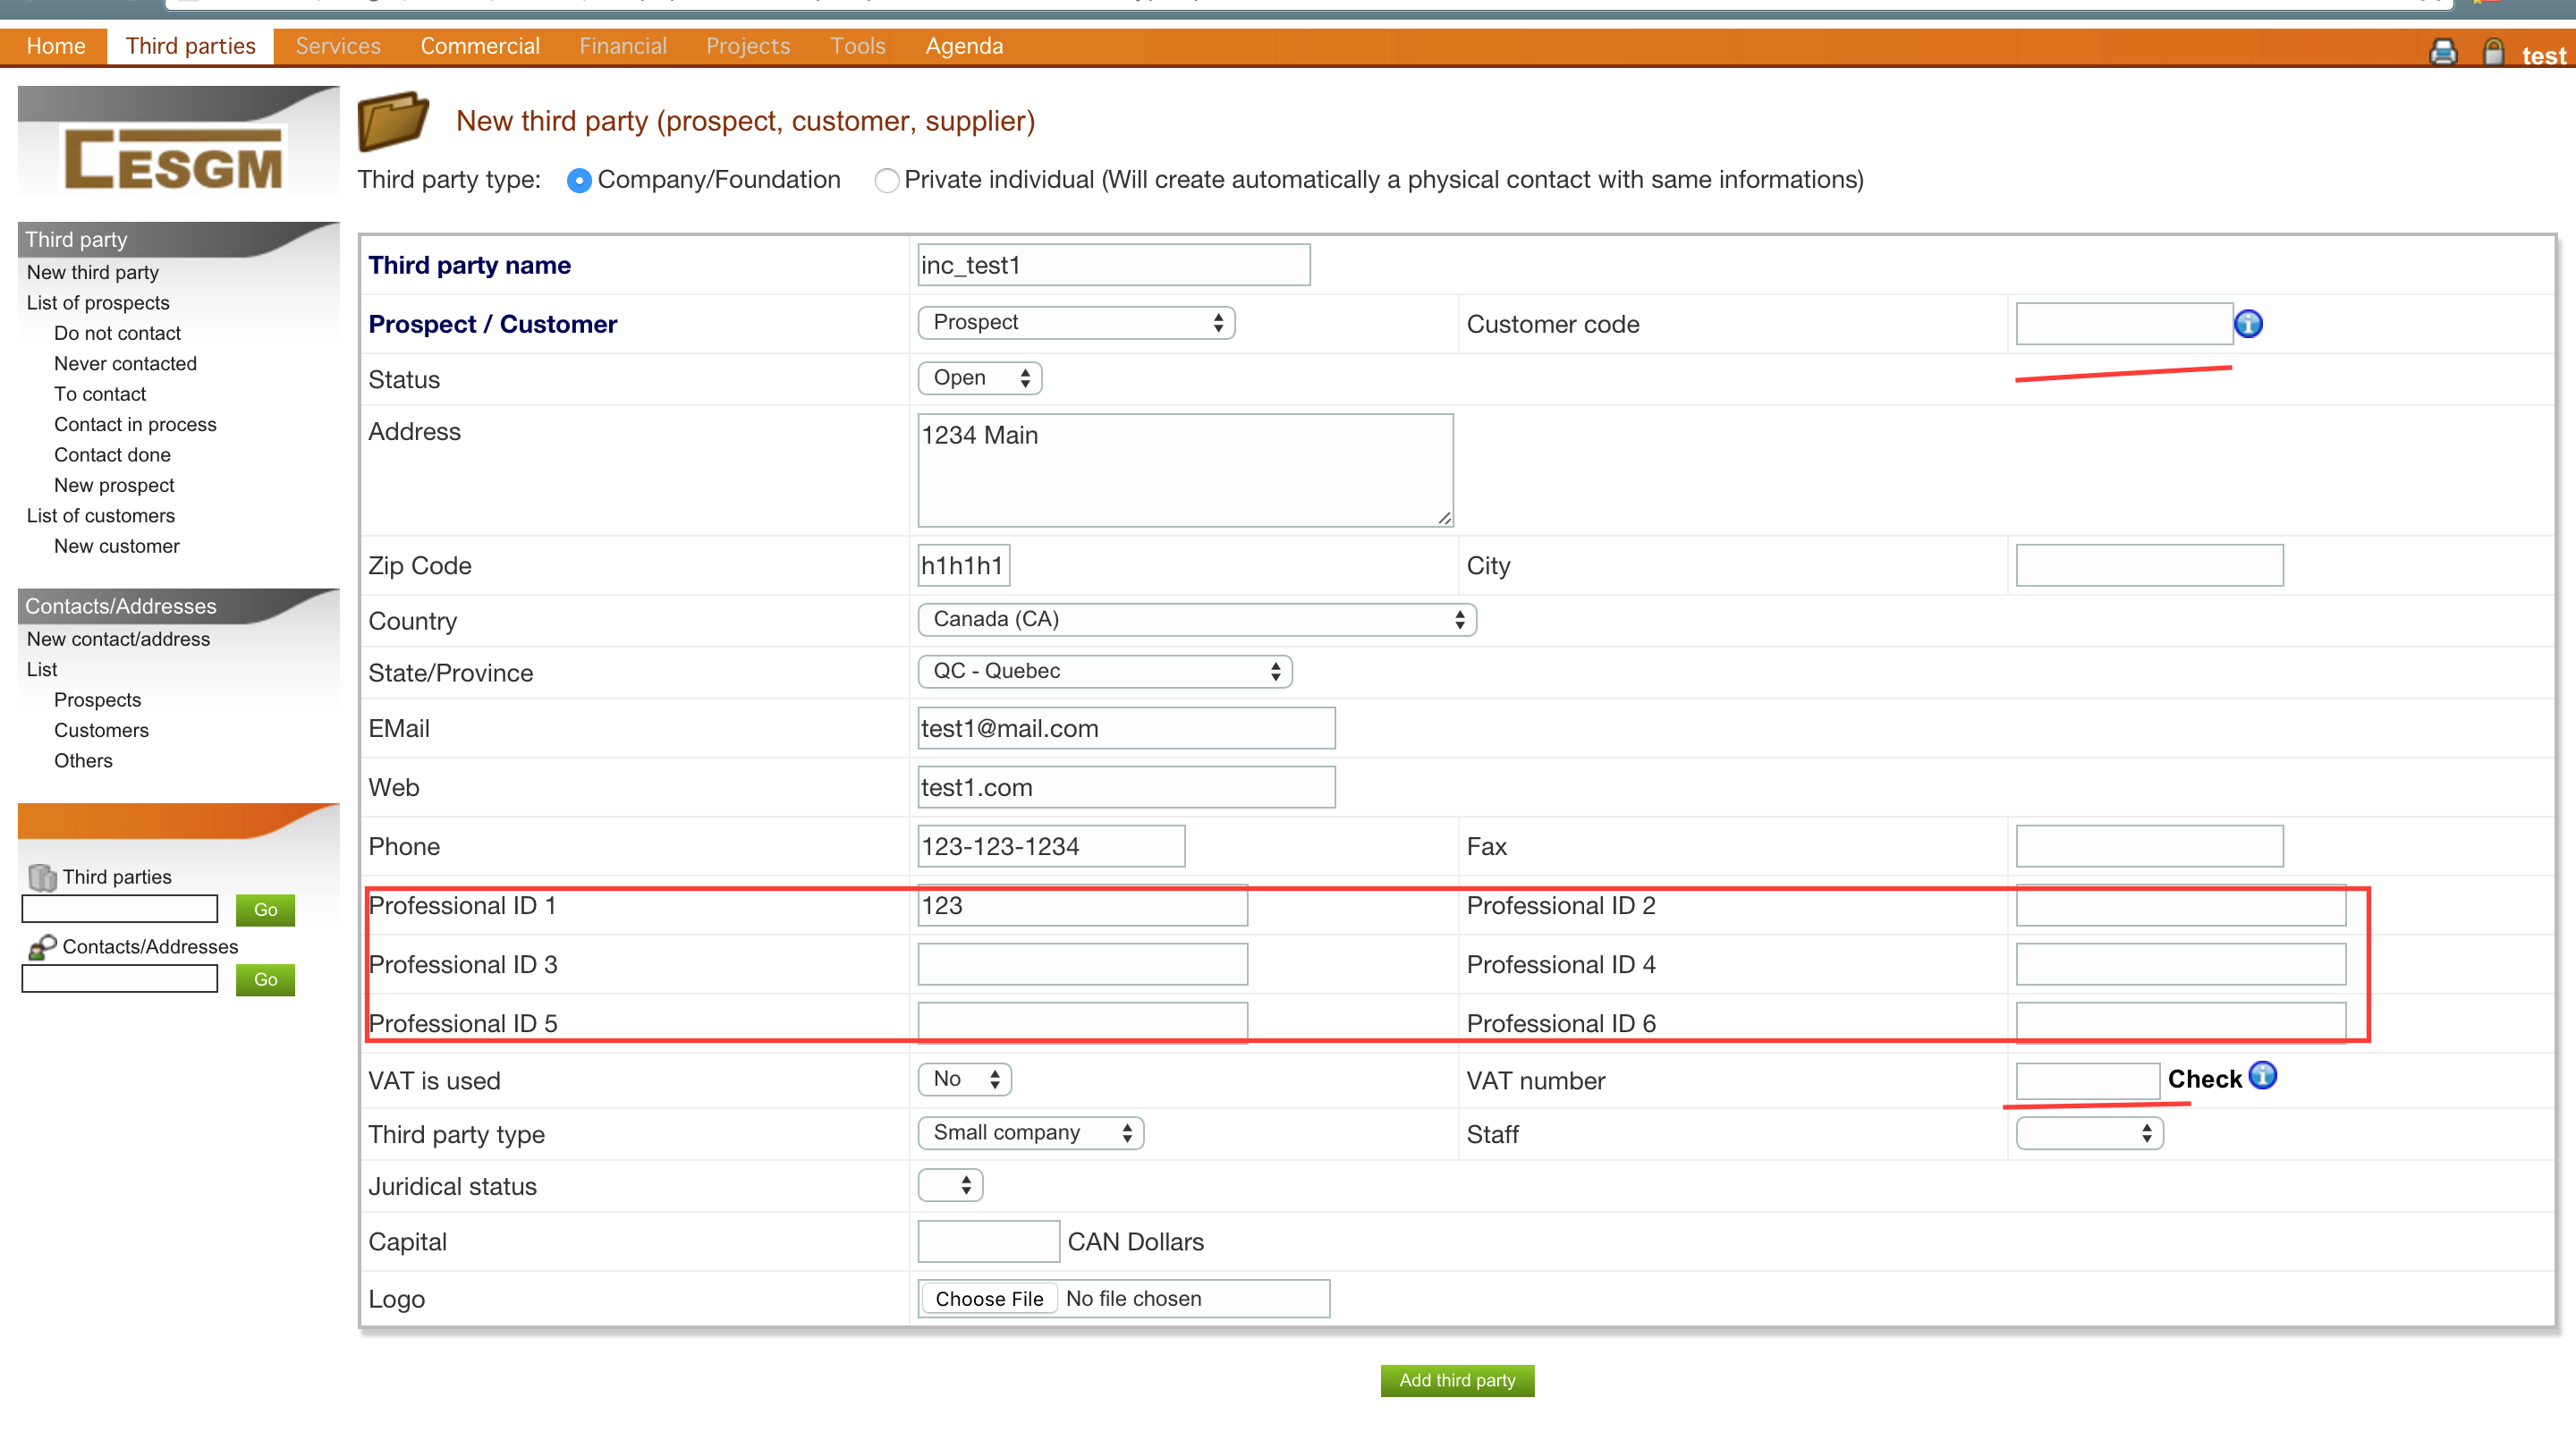 Home Third parties Services Commercial Financial Projects Tools Agenda test
CESGM
New third party (prospect, customer, supplier)
Third party type: Company/Foundation Private individual (Will create automatically a physical contact with same informations)
Third party
New third party
List of prospects
Do not contact
Never contacted
To contact
Contact in process
Contact done
New prospect
List of customers
New customer
Contacts/Addresses
New contact/address
List
Prospects
Customers
Others
Third parties
Go
Contacts/Addresses
Go
Third party name inc_test1
Prospect / Customer Prospect Customer code
Status Open
Address 1234 Main
Zip Code h1h1h1 City
Country Canada (CA)
State/Province QC - Quebec
EMail test1@mail.com
Web test1.com
Phone 123-123-1234 Fax
Professional ID 1 123 Professional ID 2
Professional ID 3 Professional ID 4
Professional ID 5 Professional ID 6
VAT is used No VAT number Check
Third party type Small company Staff
Juridical status
Capital CAN Dollars
Logo Choose File No file chosen
Add third party